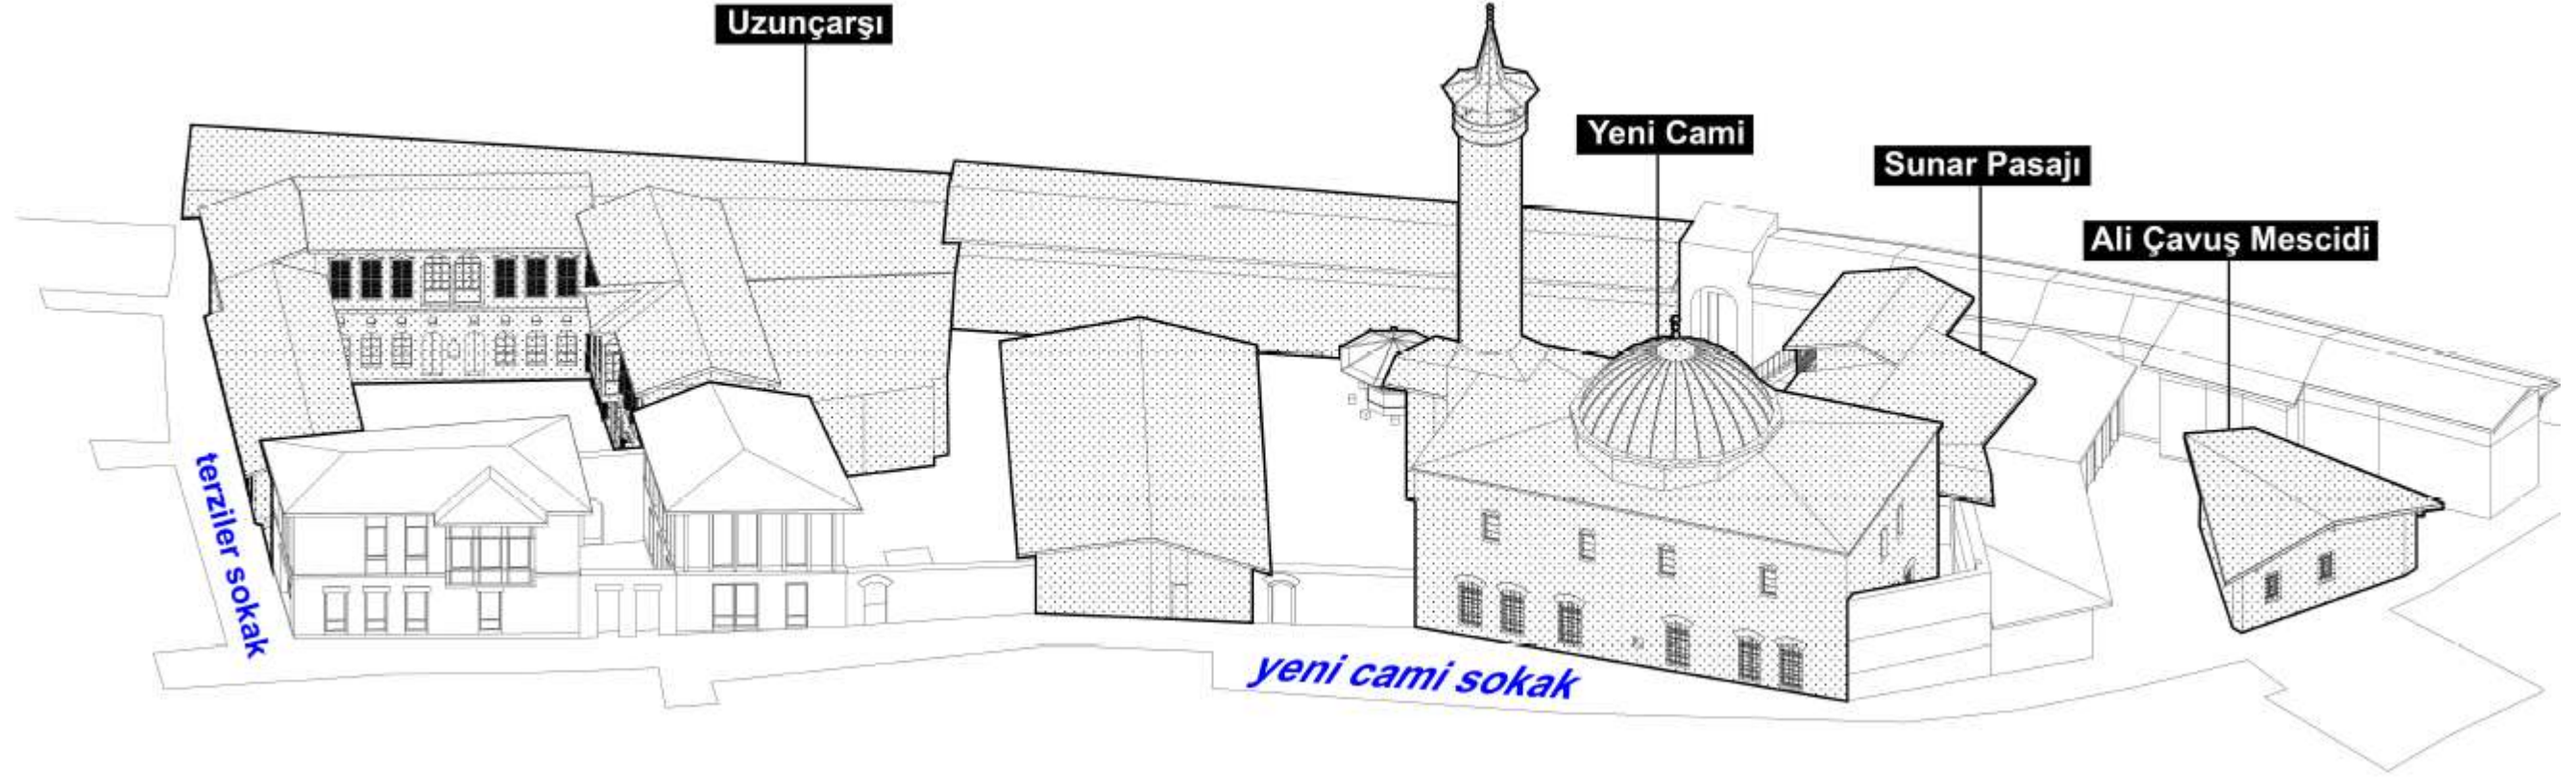 Uzunçarşı
Yeni Cami
Sunar Pasajı
Ali Çavuş Mescidi
terziler sokak
yeni cami sokak